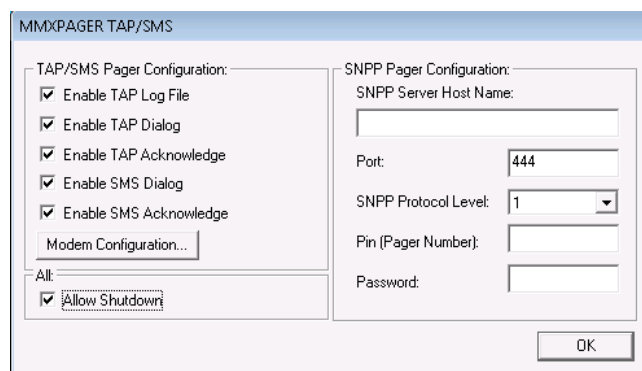 MMXPAGER TAP/SMS
TAP/SMS Pager Configuration:
Enable TAP Log File
Enable TAP Dialog
Enable TAP Acknowledge
Enable SMS Dialog
Enable SMS Acknowledge
Modem Configuration...
All:
Allow Shutdown
SNPP Pager Configuration:
SNPP Server Host Name:
Port: 444
SNPP Protocol Level: 1
Pin (Pager Number):
Password:
OK